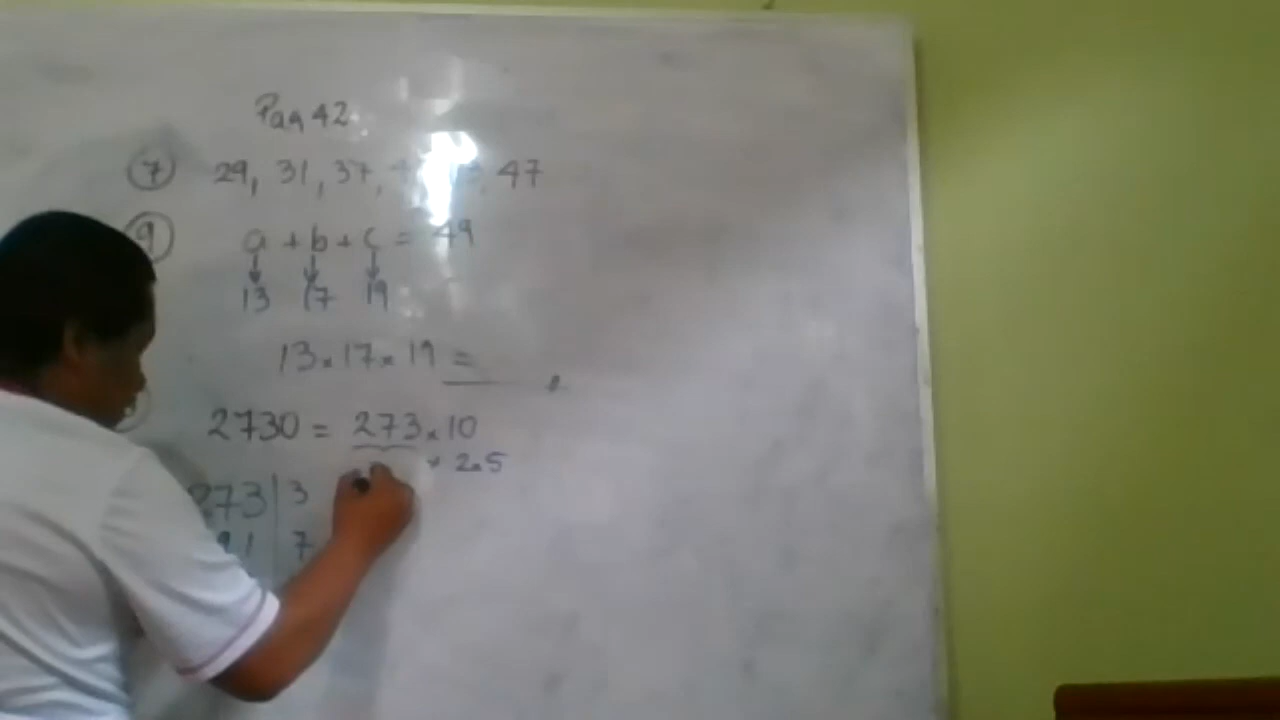 Pag 42
7 29, 31, 37, 47
9 a + b + c = 49
13 17 19
13 × 17 × 19 =
2730 = 273 × 10
× 2 × 5
273 | 3
91 | 7